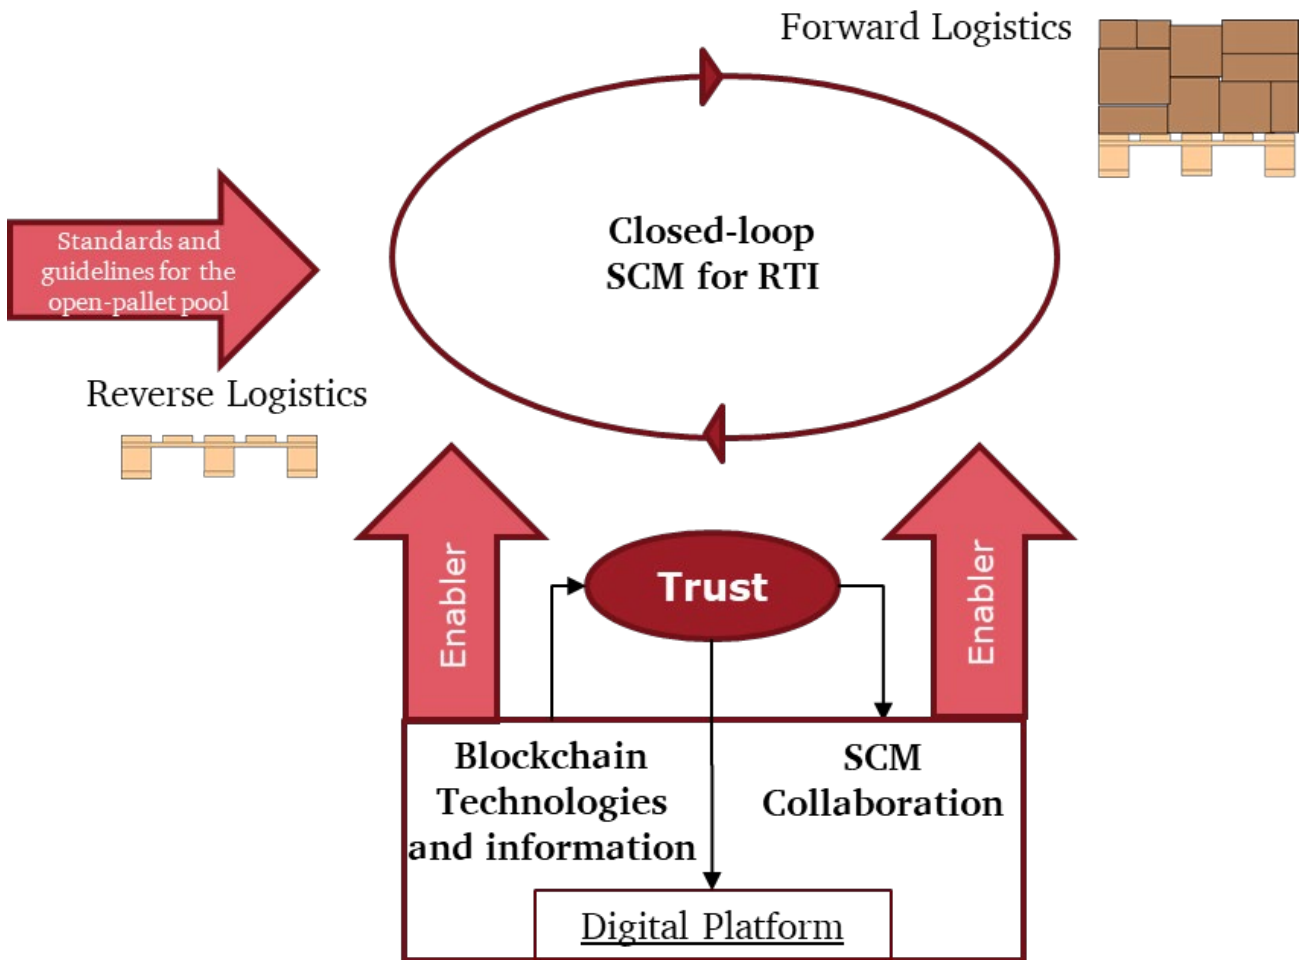 Forward Logistics
Closed-loop
SCM for RTI
Standards and
guidelines for the
open-pallet pool
Reverse Logistics
Enabler
Trust
Enabler
Blockchain
Technologies
and information
SCM
Collaboration
Digital Platform